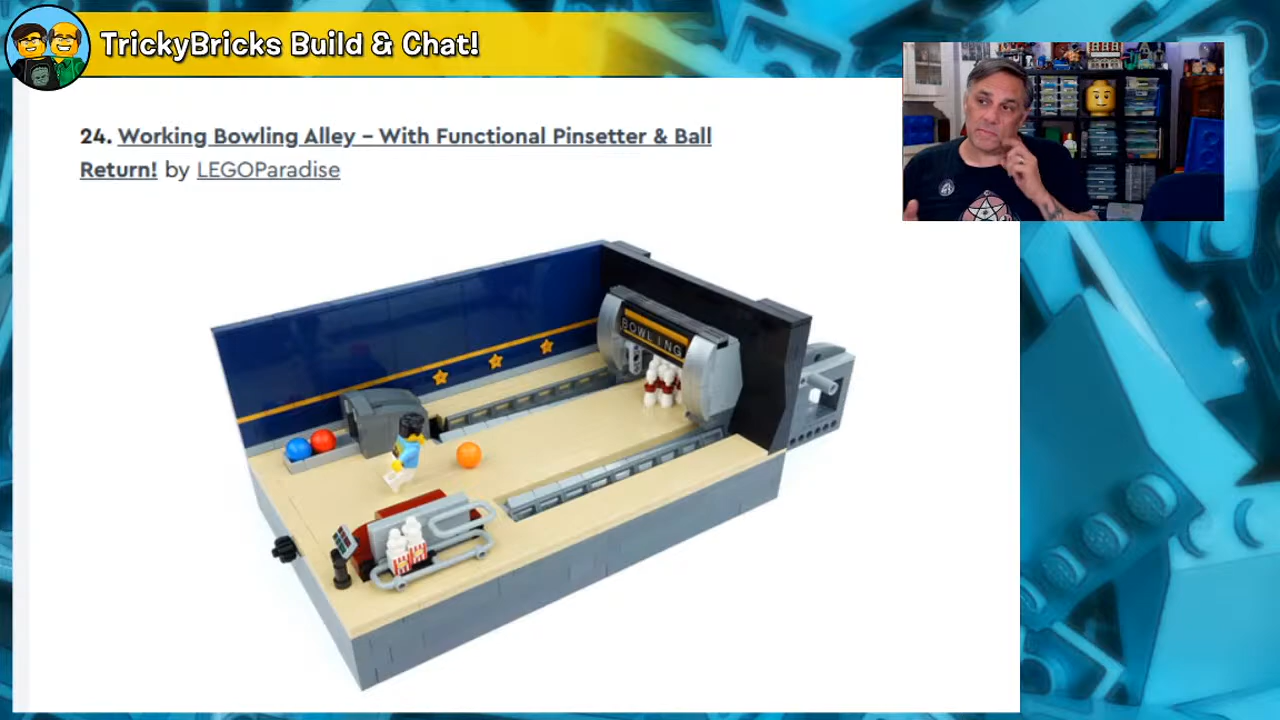 TrickyBricks Build & Chat!
24. Working Bowling Alley – With Functional Pinsetter & Ball
Return! by LEGOParadise
BOWLING